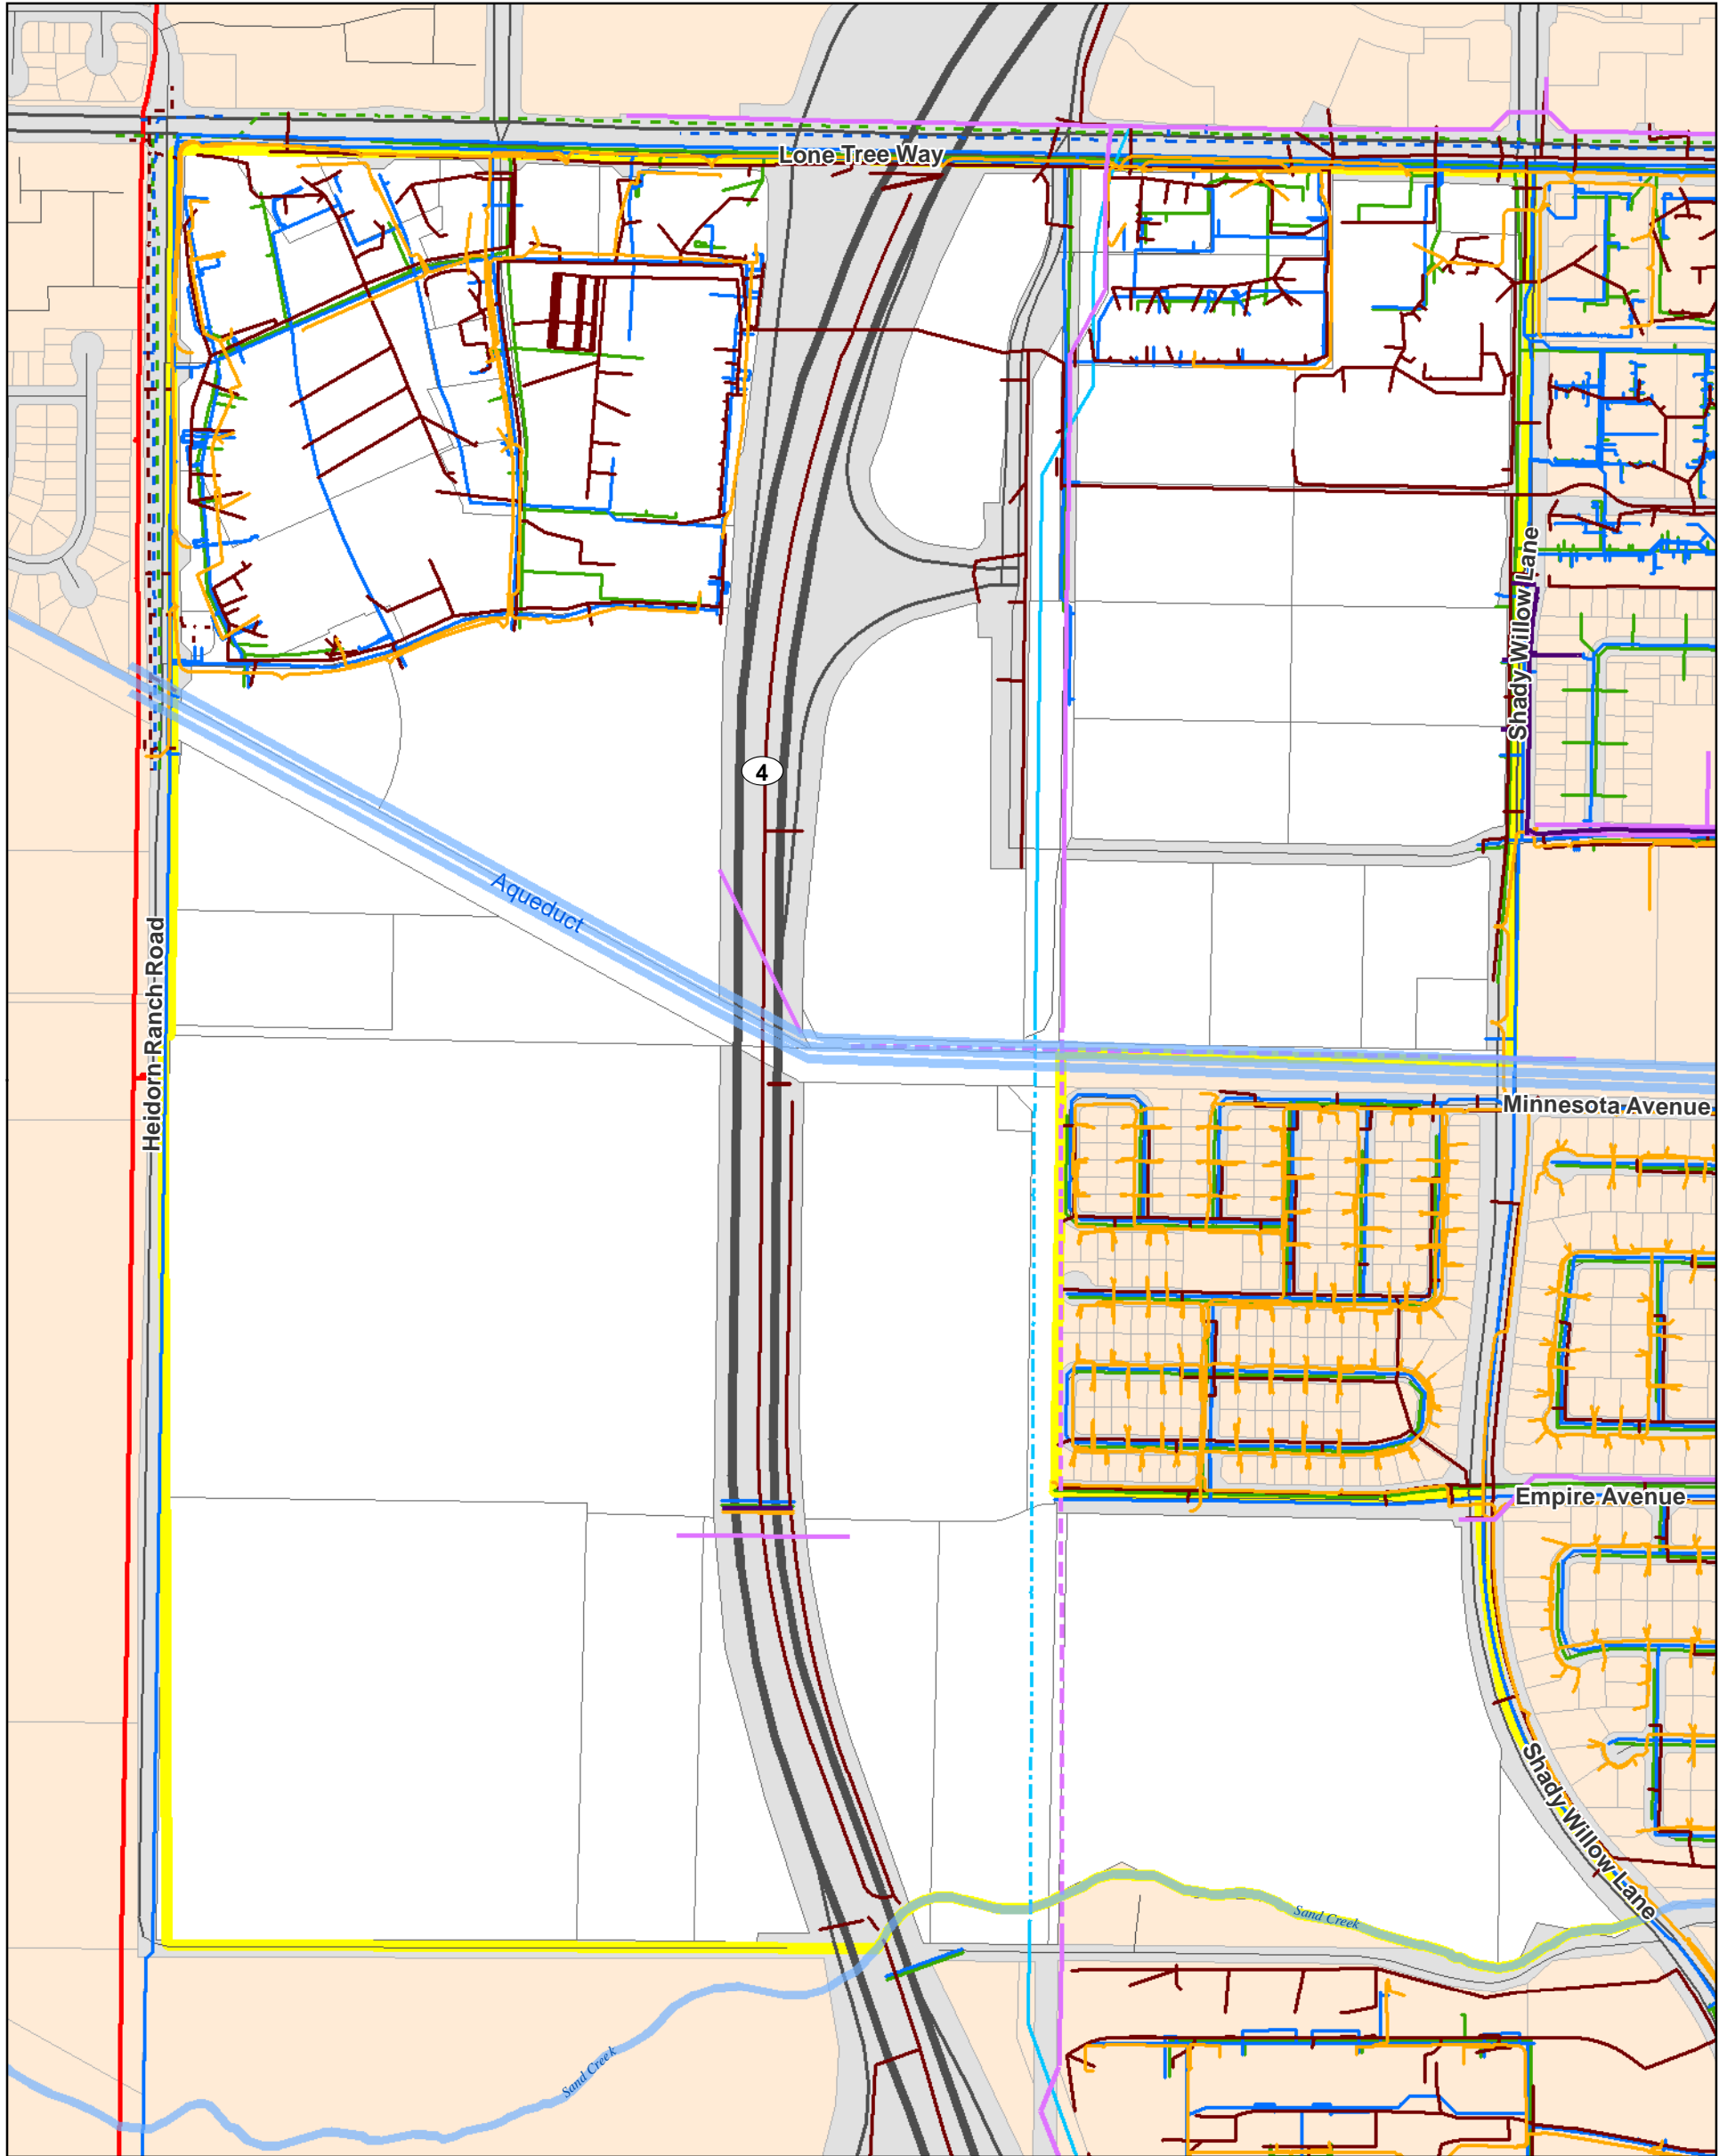 Lone Tree Way
Shady Willow Lane
4
Aqueduct
Heidorn Ranch Road
Minnesota Avenue
Empire Avenue
Shady Willow Lane
Sand Creek
Sand Creek